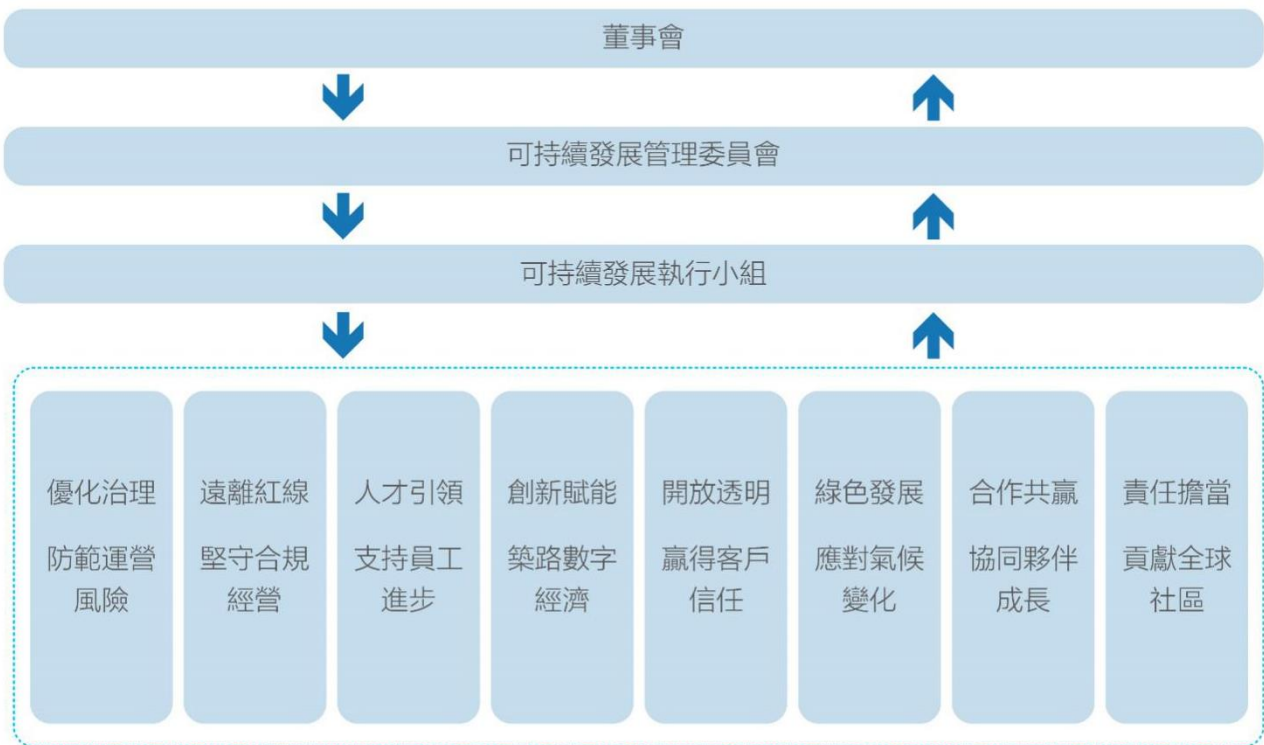 董事會
可持續發展管理委員會
可持續發展執行小組
優化治理
防範運營
風險
遠離紅線
堅守合規
經營
人才引領
支持員工
進步
創新賦能
築路數字
經濟
開放透明
贏得客戶
信任
綠色發展
應對氣候
變化
合作共贏
協同夥伴
成長
責任擔當
貢獻全球
社區